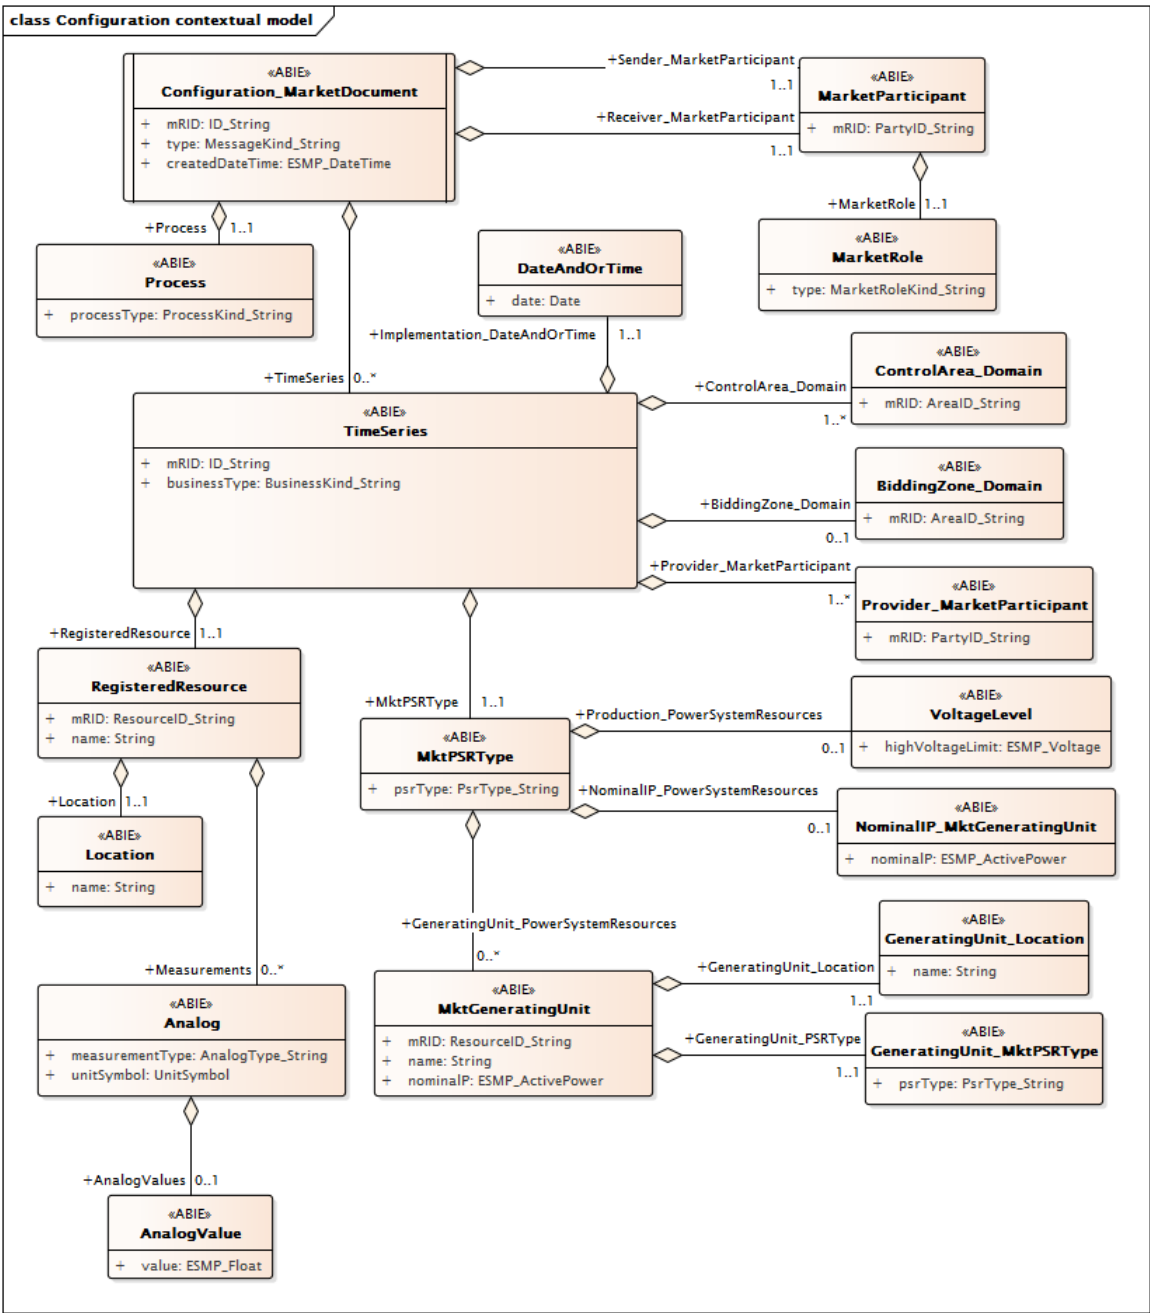 class Configuration contextual model
«ABIE»
Configuration_MarketDocument
+ mRID: ID_String
+ type: MessageKind_String
+ createdDateTime: ESMP_DateTime
+Sender_MarketParticipant
1..1
+Receiver_MarketParticipant
1..1
«ABIE»
MarketParticipant
+ mRID: PartyID_String
+MarketRole 1..1
«ABIE»
MarketRole
+ type: MarketRoleKind_String
+Process 1..1
«ABIE»
Process
+ processType: ProcessKind_String
«ABIE»
DateAndOrTime
+ date: Date
+Implementation_DateAndOrTime 1..1
+TimeSeries 0..*
«ABIE»
TimeSeries
+ mRID: ID_String
+ businessType: BusinessKind_String
+ControlArea_Domain
1..*
«ABIE»
ControlArea_Domain
+ mRID: AreaID_String
+BiddingZone_Domain
0..1
«ABIE»
BiddingZone_Domain
+ mRID: AreaID_String
+Provider_MarketParticipant
1..*
«ABIE»
Provider_MarketParticipant
+ mRID: PartyID_String
+RegisteredResource 1..1
«ABIE»
RegisteredResource
+ mRID: ResourceID_String
+ name: String
+MktPSRType 1..1
«ABIE»
MktPSRType
+ psrType: PsrType_String
+Production_PowerSystemResources
0..1
«ABIE»
VoltageLevel
+ highVoltageLimit: ESMP_Voltage
+NominalIP_PowerSystemResources
0..1
«ABIE»
NominalIP_MktGeneratingUnit
+ nominalP: ESMP_ActivePower
+Location 1..1
«ABIE»
Location
+ name: String
+GeneratingUnit_PowerSystemResources
0..*
«ABIE»
MktGeneratingUnit
+ mRID: ResourceID_String
+ name: String
+ nominalP: ESMP_ActivePower
+GeneratingUnit_Location
1..1
«ABIE»
GeneratingUnit_Location
+ name: String
+GeneratingUnit_PSRType
1..1
«ABIE»
GeneratingUnit_MktPSRType
+ psrType: PsrType_String
+Measurements 0..*
«ABIE»
Analog
+ measurementType: AnalogType_String
+ unitSymbol: UnitSymbol
+AnalogValues 0..1
«ABIE»
AnalogValue
+ value: ESMP_Float